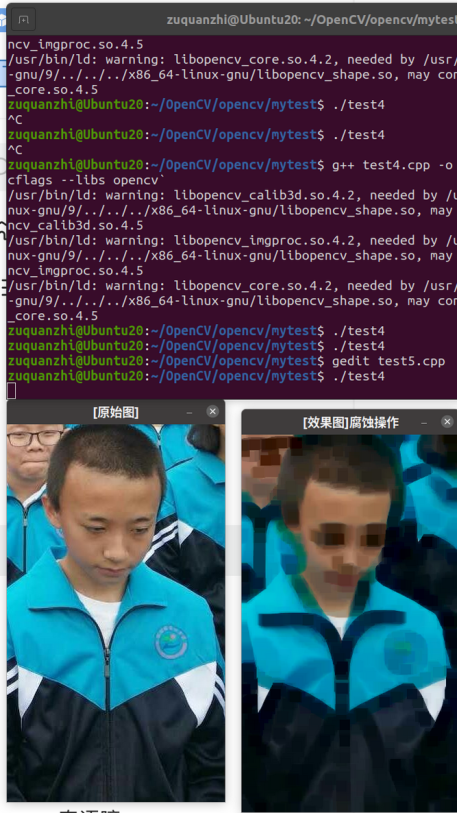 zuquanzhi@Ubuntu20: ~/OpenCV/opencv/mytest
ncv_imgproc.so.4.5
/usr/bin/ld: warning: libopencv_core.so.4.2, needed by /usr/
-gnu/9/../../../x86_64-linux-gnu/libopencv_shape.so, may con
_core.so.4.5
zuquanzhi@Ubuntu20:~/OpenCV/opencv/mytest$ ./test4
^C
zuquanzhi@Ubuntu20:~/OpenCV/opencv/mytest$ ./test4
^C
zuquanzhi@Ubuntu20:~/OpenCV/opencv/mytest$ g++ test4.cpp -o
cflags --libs opencv`
/usr/bin/ld: warning: libopencv_calib3d.so.4.2, needed by /u
nux-gnu/9/../../../x86_64-linux-gnu/libopencv_shape.so, may
ncv_calib3d.so.4.5
/usr/bin/ld: warning: libopencv_imgproc.so.4.2, needed by /u
nux-gnu/9/../../../x86_64-linux-gnu/libopencv_shape.so, may
ncv_imgproc.so.4.5
/usr/bin/ld: warning: libopencv_core.so.4.2, needed by /usr/
-gnu/9/../../../x86_64-linux-gnu/libopencv_shape.so, may con
_core.so.4.5
zuquanzhi@Ubuntu20:~/OpenCV/opencv/mytest$ ./test4
zuquanzhi@Ubuntu20:~/OpenCV/opencv/mytest$ ./test4
zuquanzhi@Ubuntu20:~/OpenCV/opencv/mytest$ gedit test5.cpp
zuquanzhi@Ubuntu20:~/OpenCV/opencv/mytest$ ./test4
[原始图]
[效果图]腐蚀操作